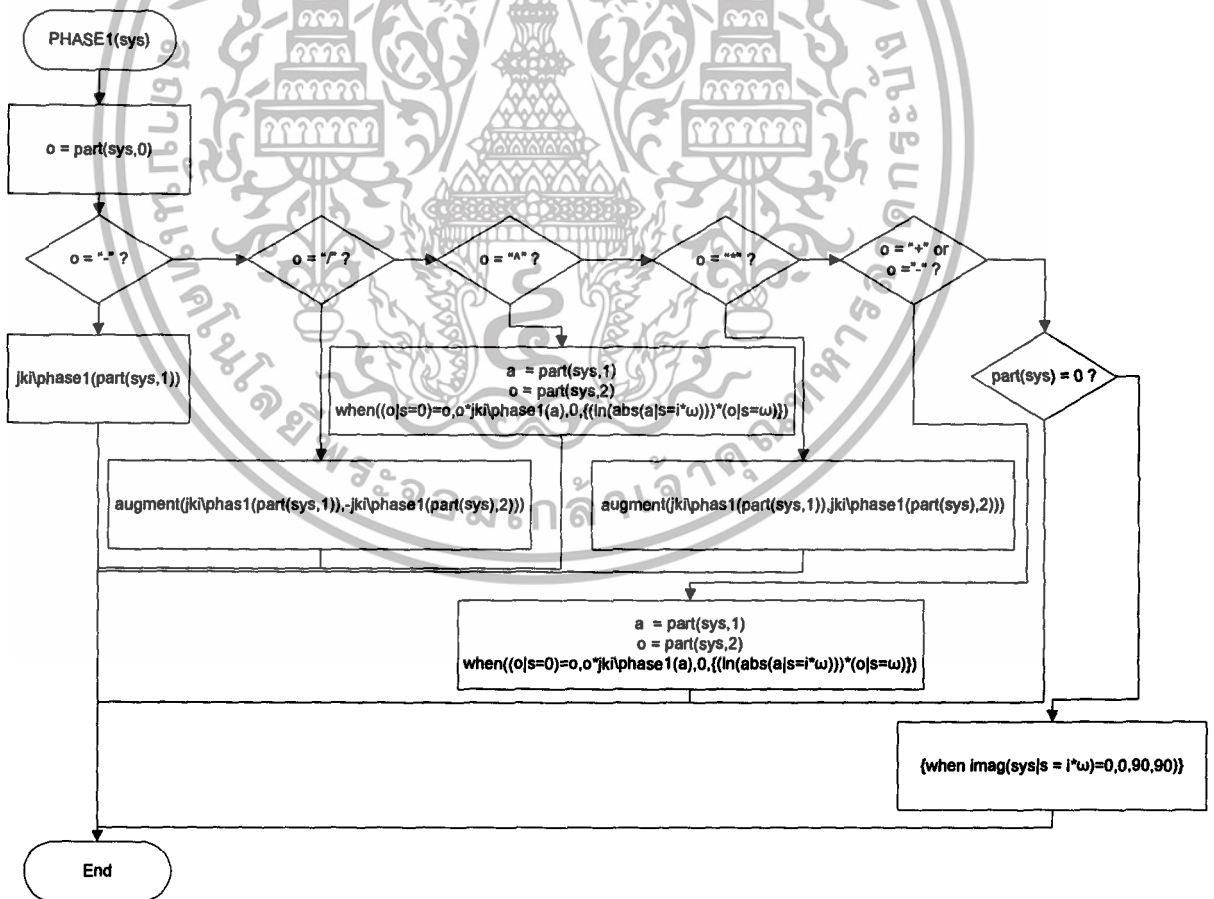 PHASE1(sys)
o = part(sys,0)
o = "-" ?
o = "/" ?
o = "^" ?
o = "*" ?
o = "+" or
o ="-" ?
jki\phase1(part(sys,1))
a = part(sys,1)
o = part(sys,2)
when((o|s=0)=o,o*jki\phase1(a),0,{(ln(abs(a|s=i*ω)))*(o|s=ω)})
part(sys) = 0 ?
augment(jki\phas1(part(sys,1)),-jki\phase1(part(sys),2)))
augment(jki\phas1(part(sys,1)),jki\phase1(part(sys),2)))
a = part(sys,1)
o = part(sys,2)
when((o|s=0)=o,o*jki\phase1(a),0,{(ln(abs(a|s=i*ω)))*(o|s=ω)})
{when imag(sys|s = i*ω)=0,0,90,90)}
End